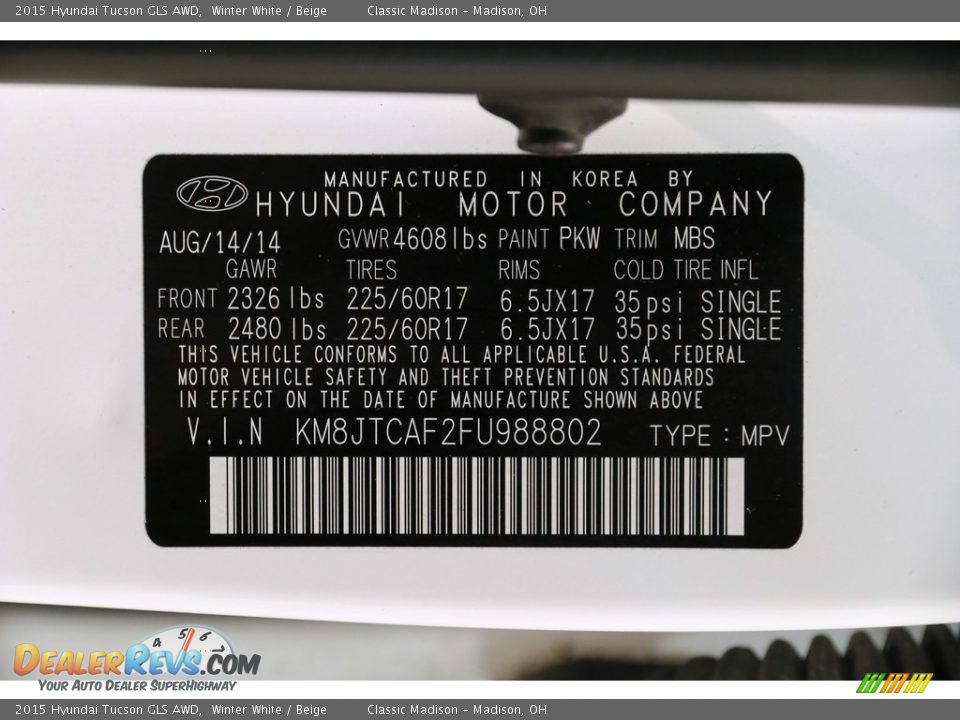 2015 Hyundai Tucson GLS AWD, Winter White / Beige Classic Madison - Madison, OH
MANUFACTURED IN KOREA BY
HYUNDAI MOTOR COMPANY
AUG/14/14 GVWR 4608lbs PAINT PKW TRIM MBS
GAWR TIRES RIMS COLD TIRE INFL
FRONT 2326 lbs 225/60R17 6.5JX17 35psi SINGLE
REAR 2480 lbs 225/60R17 6.5JX17 35psi SINGLE
THIS VEHICLE CONFORMS TO ALL APPLICABLE U.S.A. FEDERAL
MOTOR VEHICLE SAFETY AND THEFT PREVENTION STANDARDS
IN EFFECT ON THE DATE OF MANUFACTURE SHOWN ABOVE
V.I.N KM8JTCAF2FU988802 TYPE : MPV
4 5 6
DEALERREVS.COM
YOUR AUTO DEALER SUPERHIGHWAY
2015 Hyundai Tucson GLS AWD, Winter White / Beige Classic Madison - Madison, OH